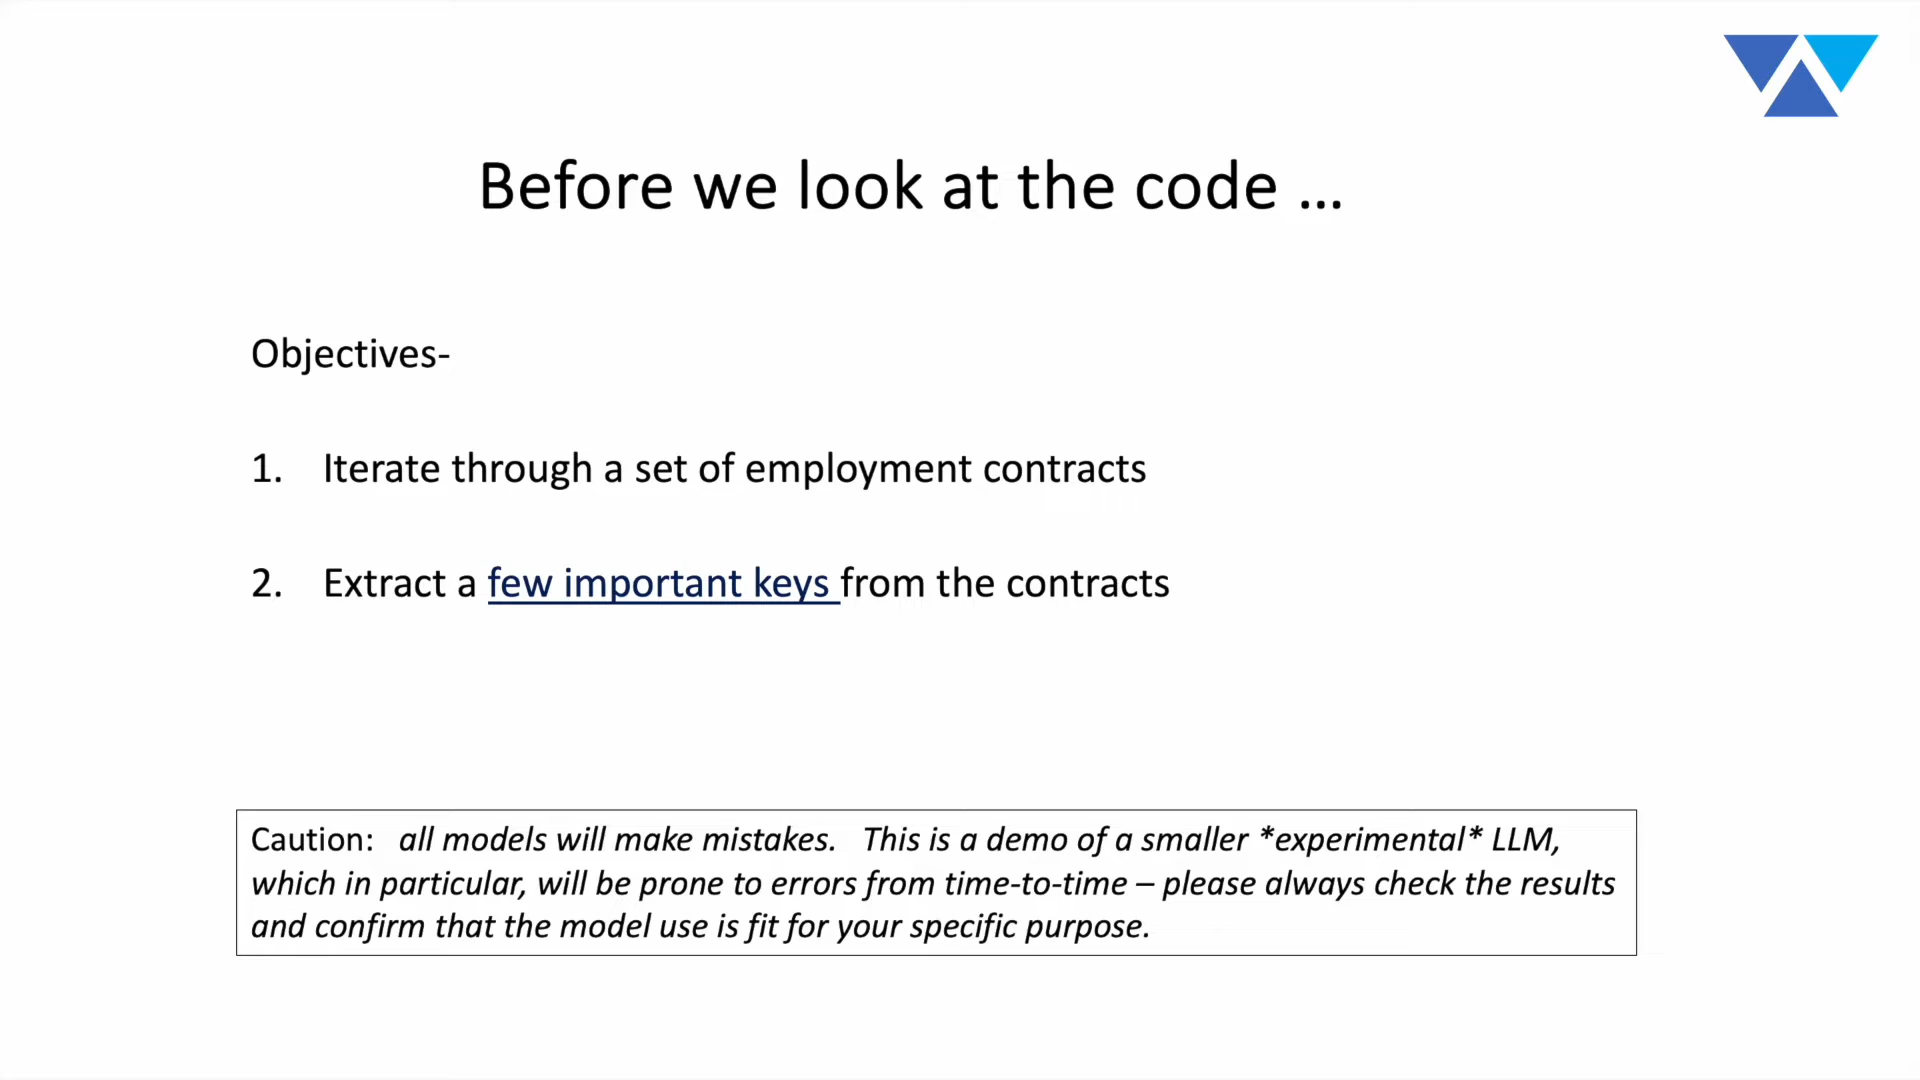 Before we look at the code ...
Objectives-
1. Iterate through a set of employment contracts
2. Extract a few important keys from the contracts
Caution: all models will make mistakes. This is a demo of a smaller *experimental* LLM,
which in particular, will be prone to errors from time-to-time – please always check the results
and confirm that the model use is fit for your specific purpose.